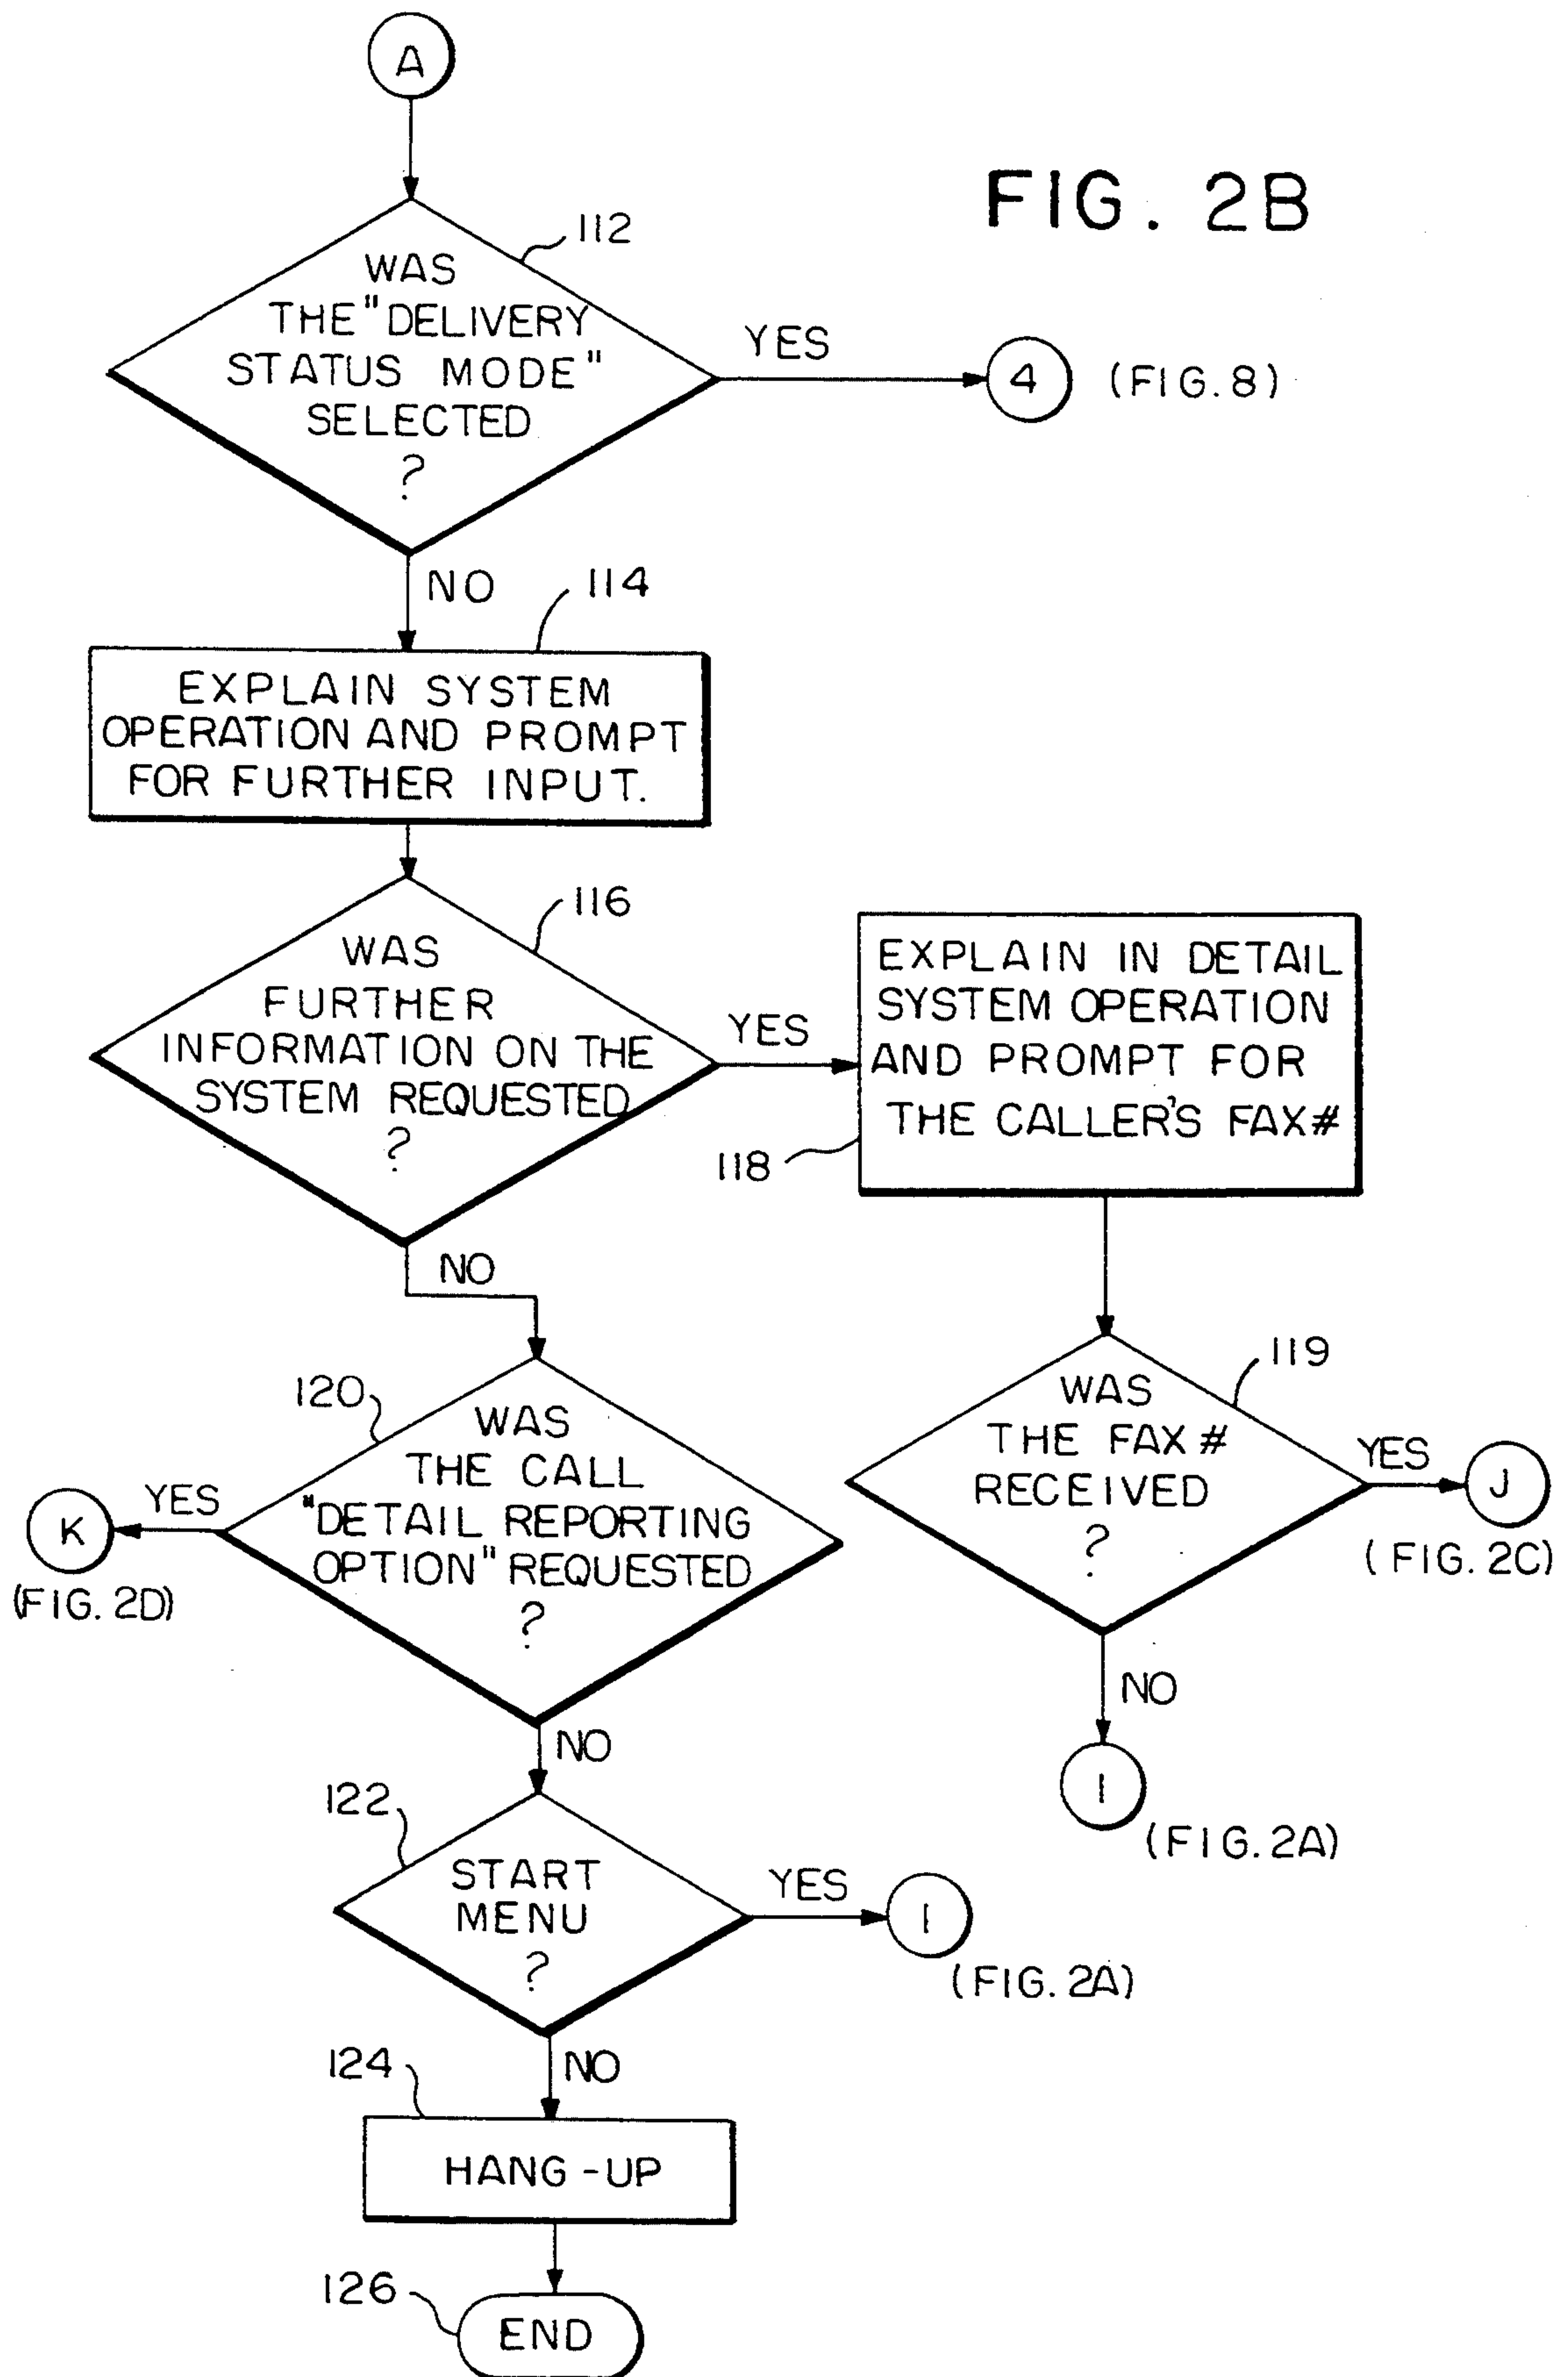 A
FIG. 2B
112
WAS
THE "DELIVERY
STATUS MODE"
SELECTED
?
YES
4
(FIG. 8)
NO
114
EXPLAIN SYSTEM
OPERATION AND PROMPT
FOR FURTHER INPUT.
116
WAS
FURTHER
INFORMATION ON THE
SYSTEM REQUESTED
?
YES
EXPLAIN IN DETAIL
SYSTEM OPERATION
AND PROMPT FOR
THE CALLER'S FAX#
118
NO
119
WAS
THE FAX #
RECEIVED
?
YES
J
(FIG. 2C)
NO
1
(FIG. 2A)
120
WAS
THE CALL
"DETAIL REPORTING
OPTION" REQUESTED
?
YES
K
(FIG. 2D)
NO
122
START
MENU
?
YES
1
(FIG. 2A)
NO
124
HANG-UP
126
END